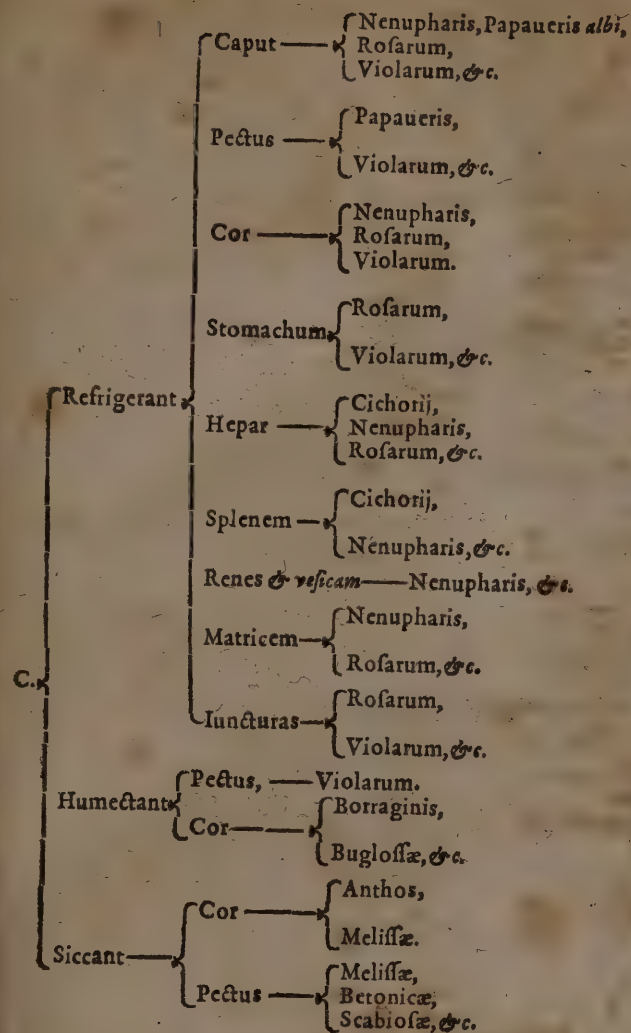 Caput
Nenupharis, Papaueris albi,
Roſarum,
Violarum, &c.
Pectus
Papaueris,
Violarum, &c.
Cor
Nenupharis,
Roſarum,
Violarum.
Stomachum
Roſarum,
Violarum, &c.
Refrigerant
Hepar
Cichorij,
Nenupharis,
Roſarum, &c.
Splenem
Cichorij,
Nenupharis, &c.
Renes & veſicam Nenupharis, &c.
Matricem
Nenupharis,
Roſarum, &c.
C.
Iuncturas
Roſarum,
Violarum, &c.
Humectant
Pectus, Violarum.
Cor
Borraginis,
Bugloſſæ, &c.
Siccant
Cor
Anthos,
Meliſſæ.
Pectus
Meliſſæ,
Betonicæ,
Scabioſæ, &c.